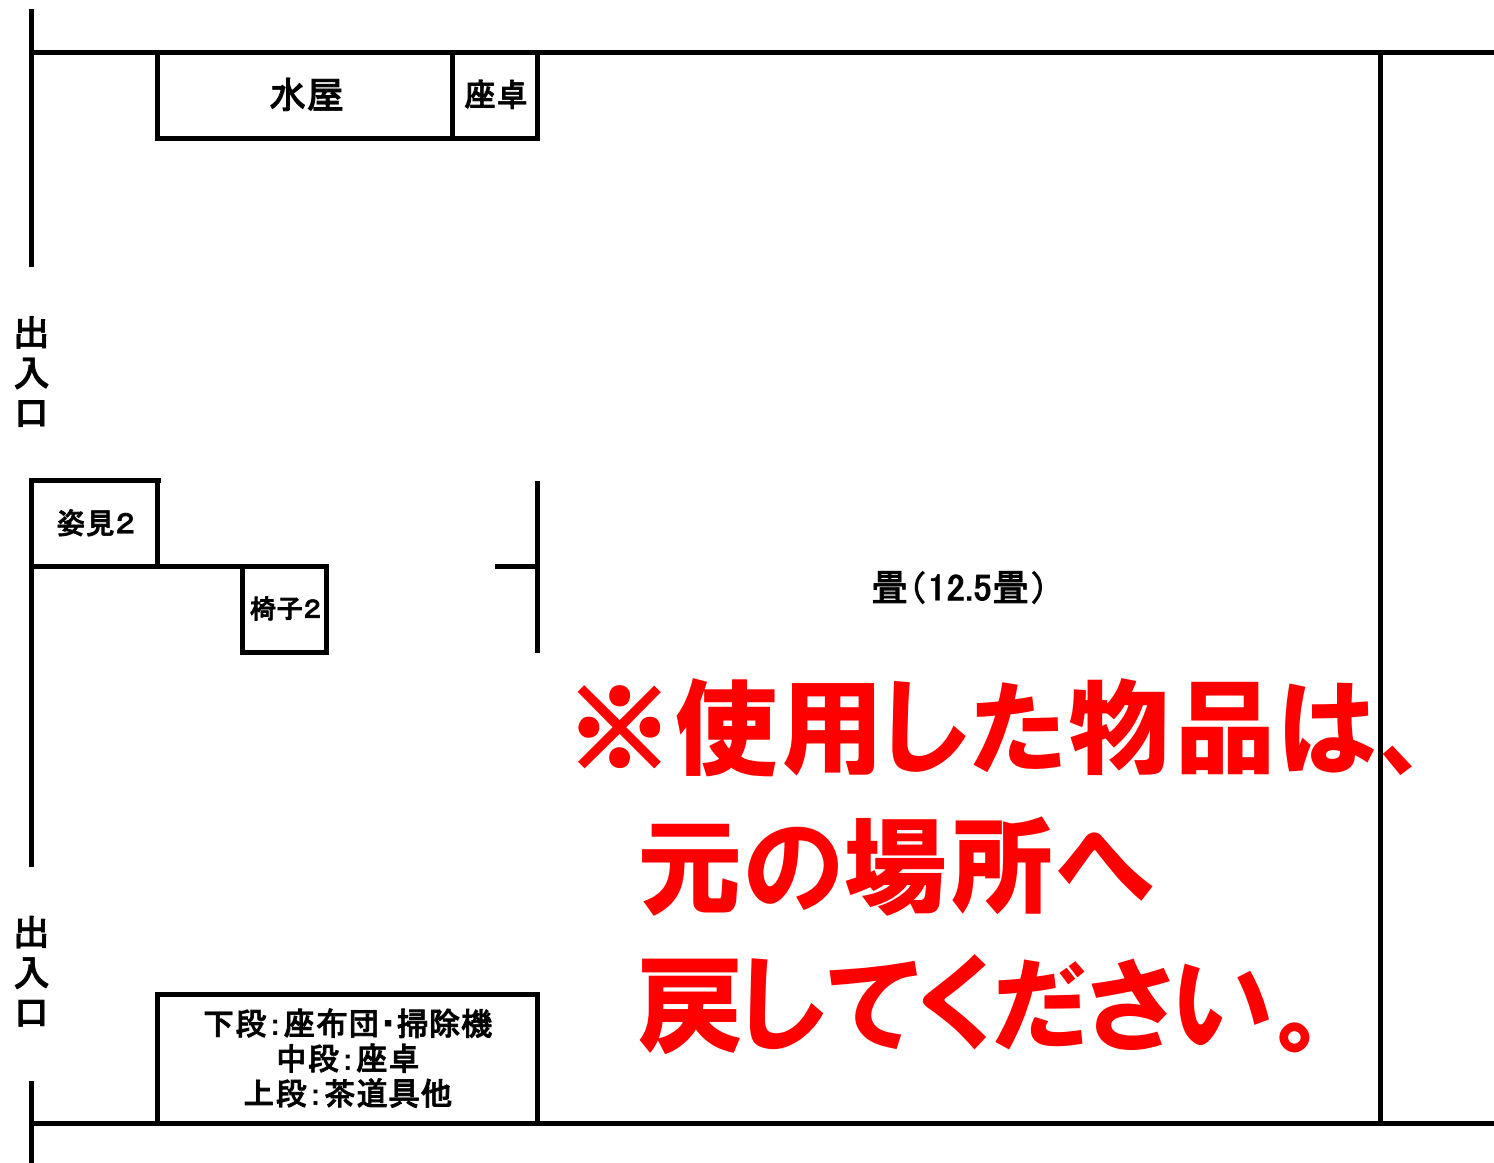 水屋
座卓
出入口
姿見2
椅子2
畳(12.5畳)
※使用した物品は、
元の場所へ
戻してください。
出入口
下段:座布団・掃除機
中段:座卓
上段:茶道具他